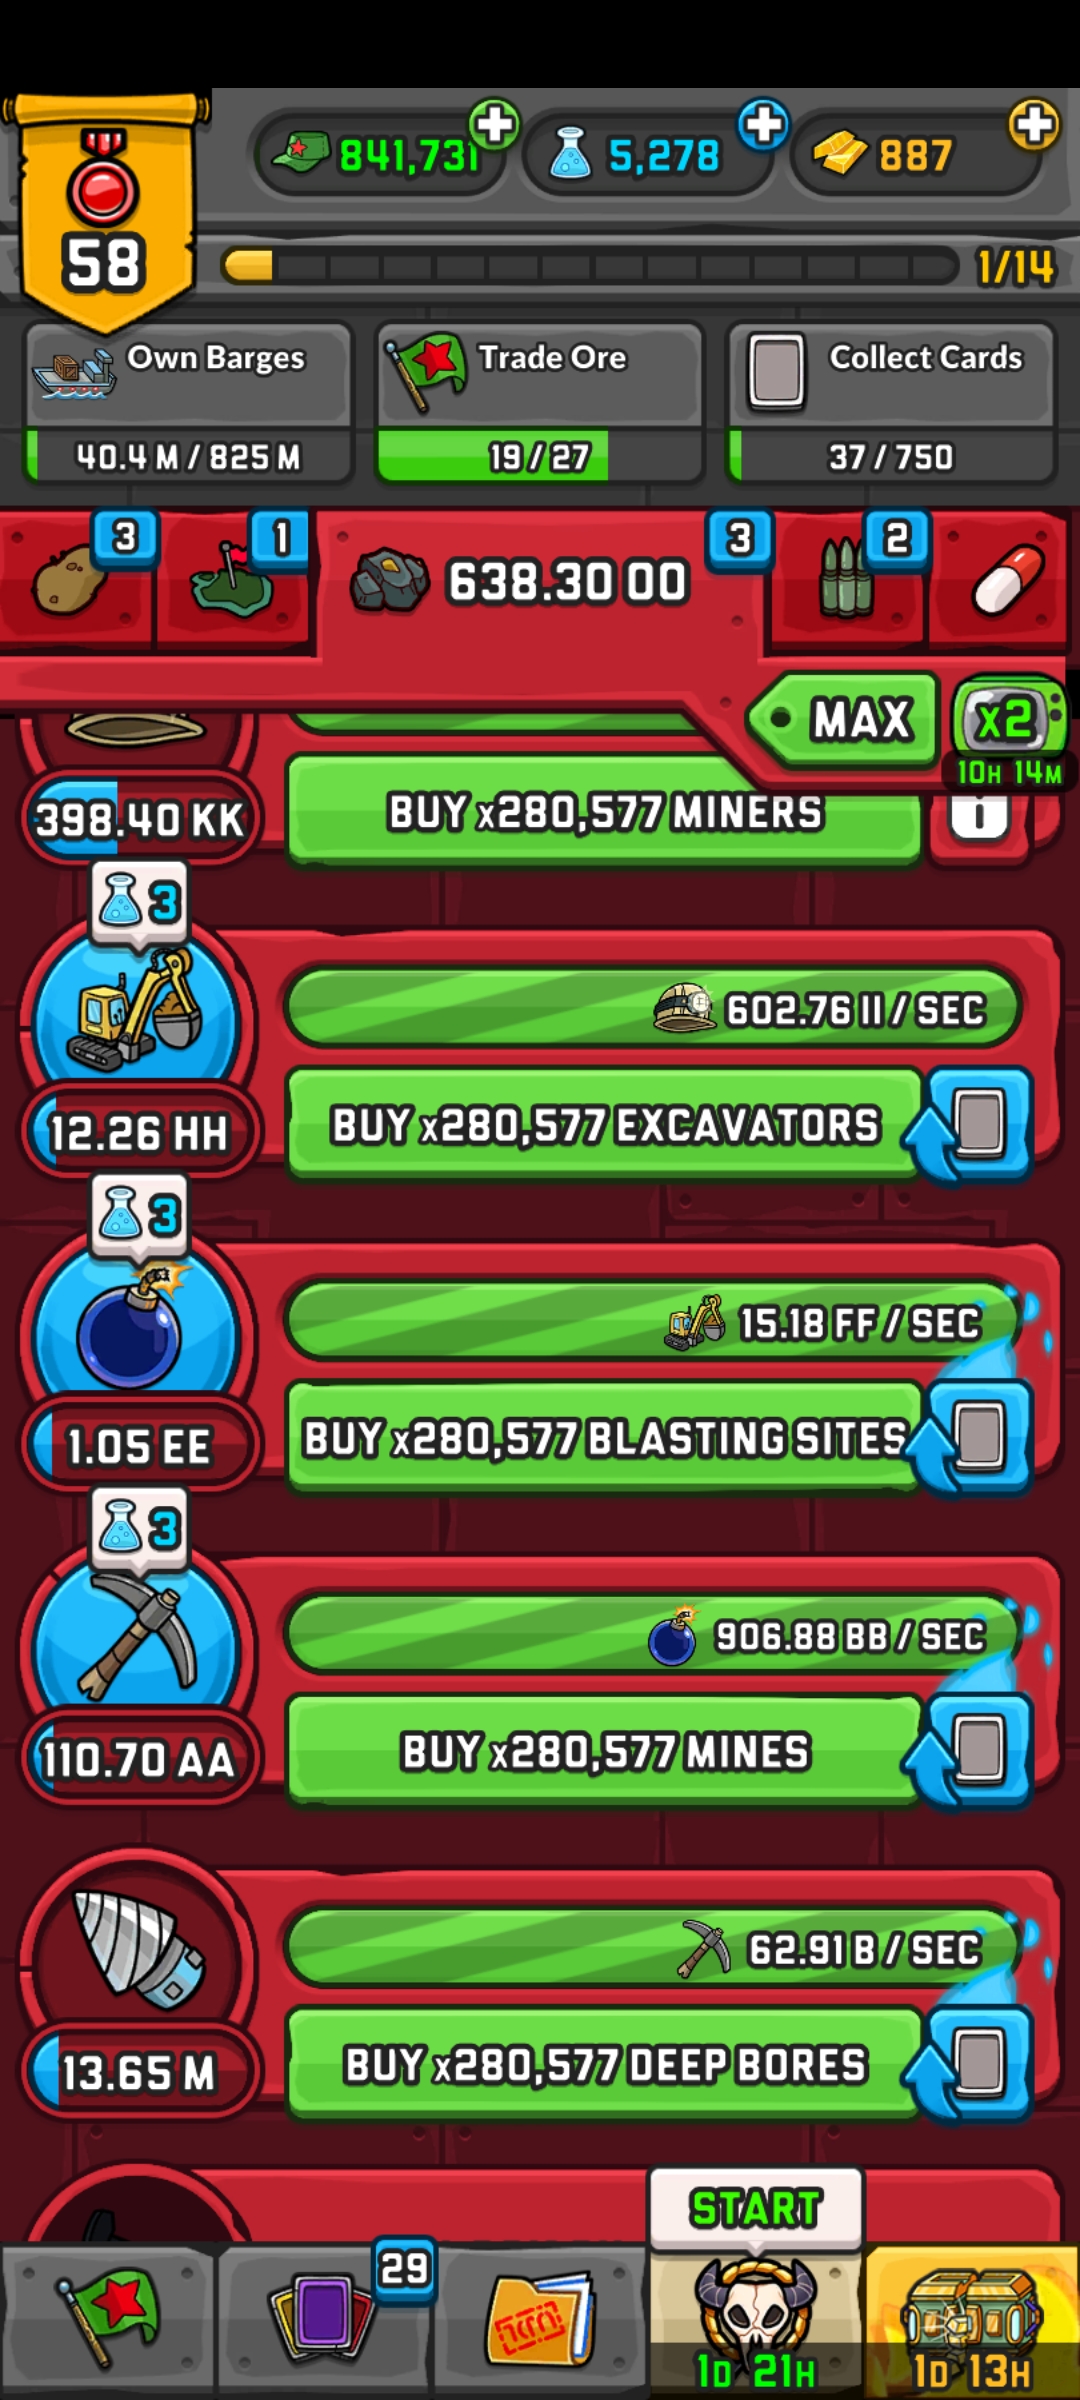 58
841,731
5,278
887
1/14
Own Barges
40.4 M / 825 M
Trade Ore
19 / 27
Collect Cards
37 / 750
3
1
638.30 OO
3
2
MAX
x2
10H 14M
398.40 KK
BUY x280,577 MINERS
i
3
602.76 II / SEC
12.26 HH
BUY x280,577 EXCAVATORS
3
15.18 FF / SEC
1.05 EE
BUY x280,577 BLASTING SITES
3
906.88 BB / SEC
110.70 AA
BUY x280,577 MINES
62.91 B / SEC
13.65 M
BUY x280,577 DEEP BORES
START
29
1D 21H
1D 13H